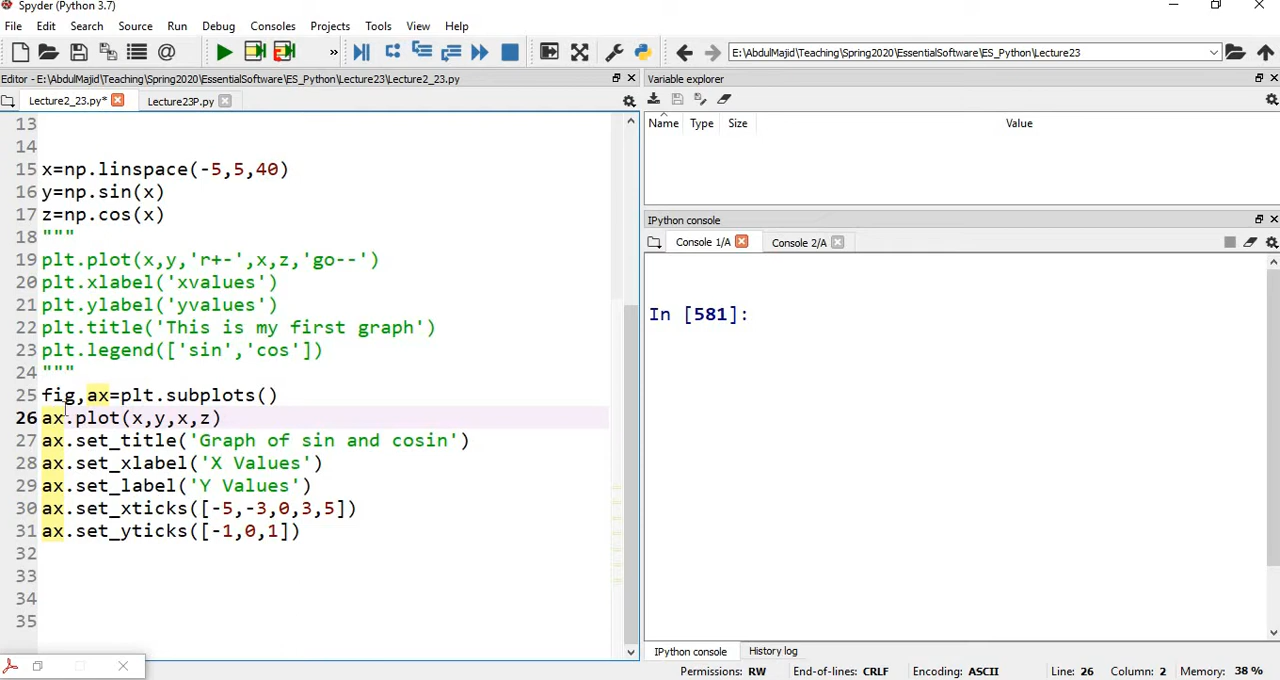 Spyder (Python 3.7)
File Edit Search Source Run Debug Consoles Projects Tools View Help
E:\AbdulMajid\Teaching\Spring2020\EssentialSoftware\ES_Python\Lecture23
Editor - E:\AbdulMajid\Teaching\Spring2020\EssentialSoftware\ES_Python\Lecture23\Lecture2_23.py
Lecture2_23.py* Lecture23P.py
13
14
15 x=np.linspace(-5,5,40)
16 y=np.sin(x)
17 z=np.cos(x)
18 """
19 plt.plot(x,y,'r+-',x,z,'go--')
20 plt.xlabel('xvalues')
21 plt.ylabel('yvalues')
22 plt.title('This is my first graph')
23 plt.legend(['sin','cos'])
24 """
25 fig,ax=plt.subplots()
26 ax.plot(x,y,x,z)
27 ax.set_title('Graph of sin and cosin')
28 ax.set_xlabel('X Values')
29 ax.set_label('Y Values')
30 ax.set_xticks([-5,-3,0,3,5])
31 ax.set_yticks([-1,0,1])
32
33
34
35
Variable explorer
Name Type Size Value
IPython console
Console 1/A Console 2/A
In [581]:
IPython console History log
Permissions: RW End-of-lines: CRLF Encoding: ASCII Line: 26 Column: 2 Memory: 38 %